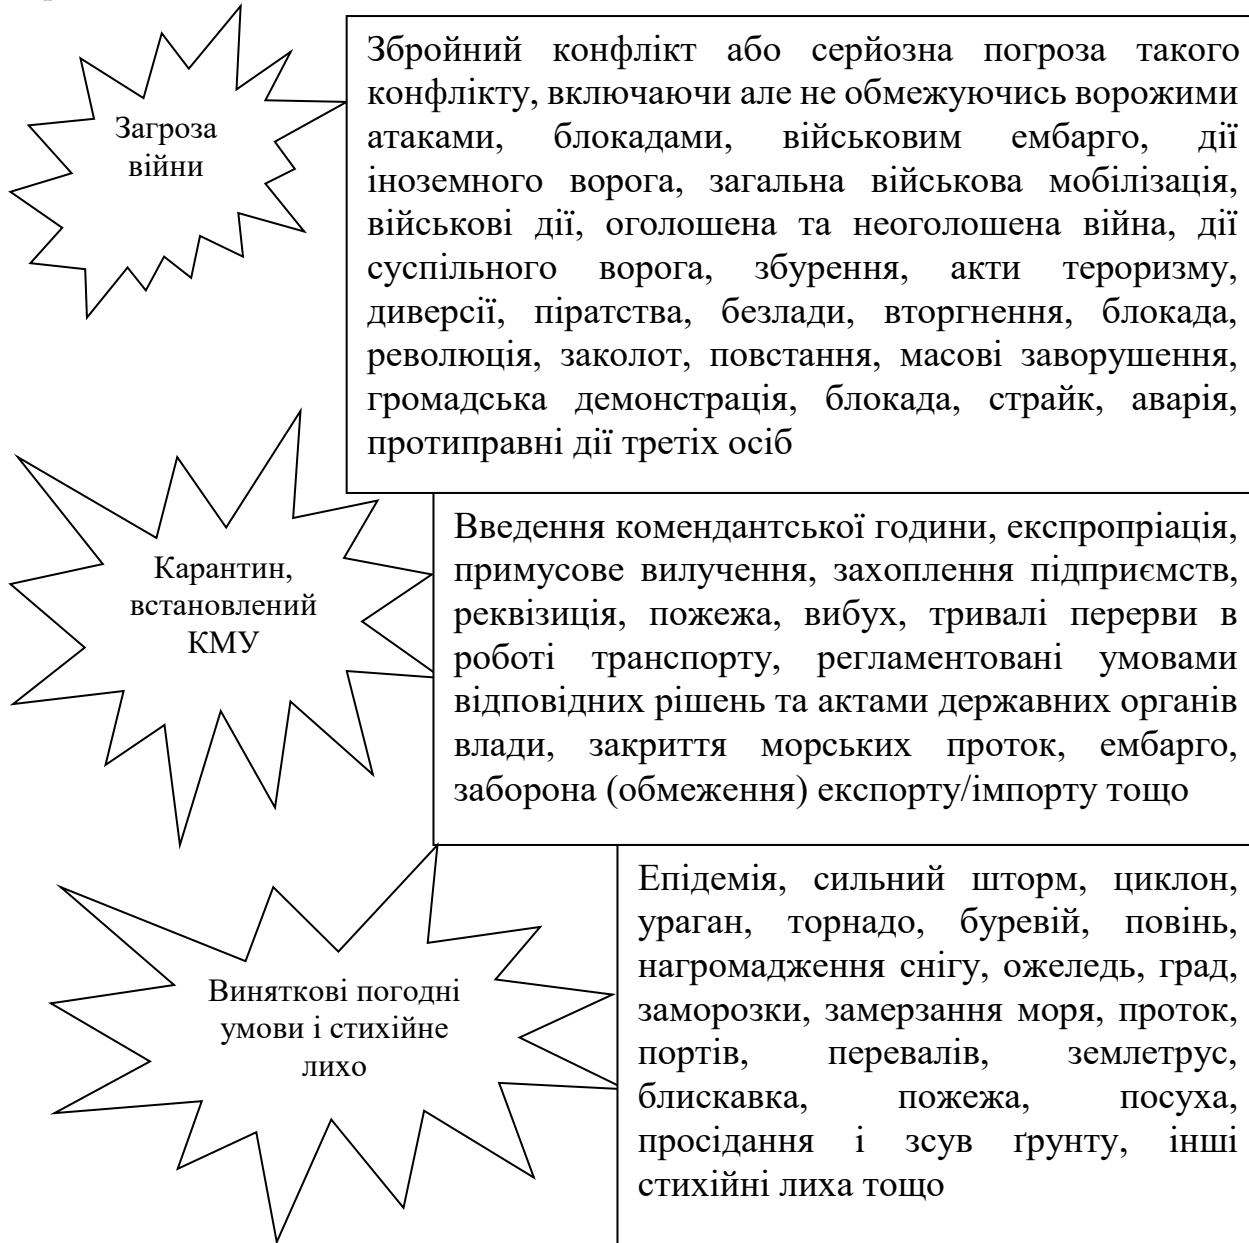 Загроза
війни
Збройний конфлікт або серйозна погроза такого
конфлікту, включаючи але не обмежуючись ворожими
атаками, блокадами, військовим ембарго, дії
іноземного ворога, загальна військова мобілізація,
військові дії, оголошена та неоголошена війна, дії
суспільного ворога, збурення, акти тероризму,
диверсії, піратства, безлади, вторгнення, блокада,
революція, заколот, повстання, масові заворушення,
громадська демонстрація, блокада, страйк, аварія,
протиправні дії третіх осіб
Карантин,
встановлений
КМУ
Введення комендантської години, експропріація,
примусове вилучення, захоплення підприємств,
реквізиція, пожежа, вибух, тривалі перерви в
роботі транспорту, регламентовані умовами
відповідних рішень та актами державних органів
влади, закриття морських проток, ембарго,
заборона (обмеження) експорту/імпорту тощо
Виняткові погодні
умови і стихійне
лихо
Епідемія, сильний шторм, циклон,
ураган, торнадо, буревій, повінь,
нагромадження снігу, ожеледь, град,
заморозки, замерзання моря, проток,
портів, перевалів, землетрус,
блискавка, пожежа, посуха,
просідання і зсув ґрунту, інші
стихійні лиха тощо